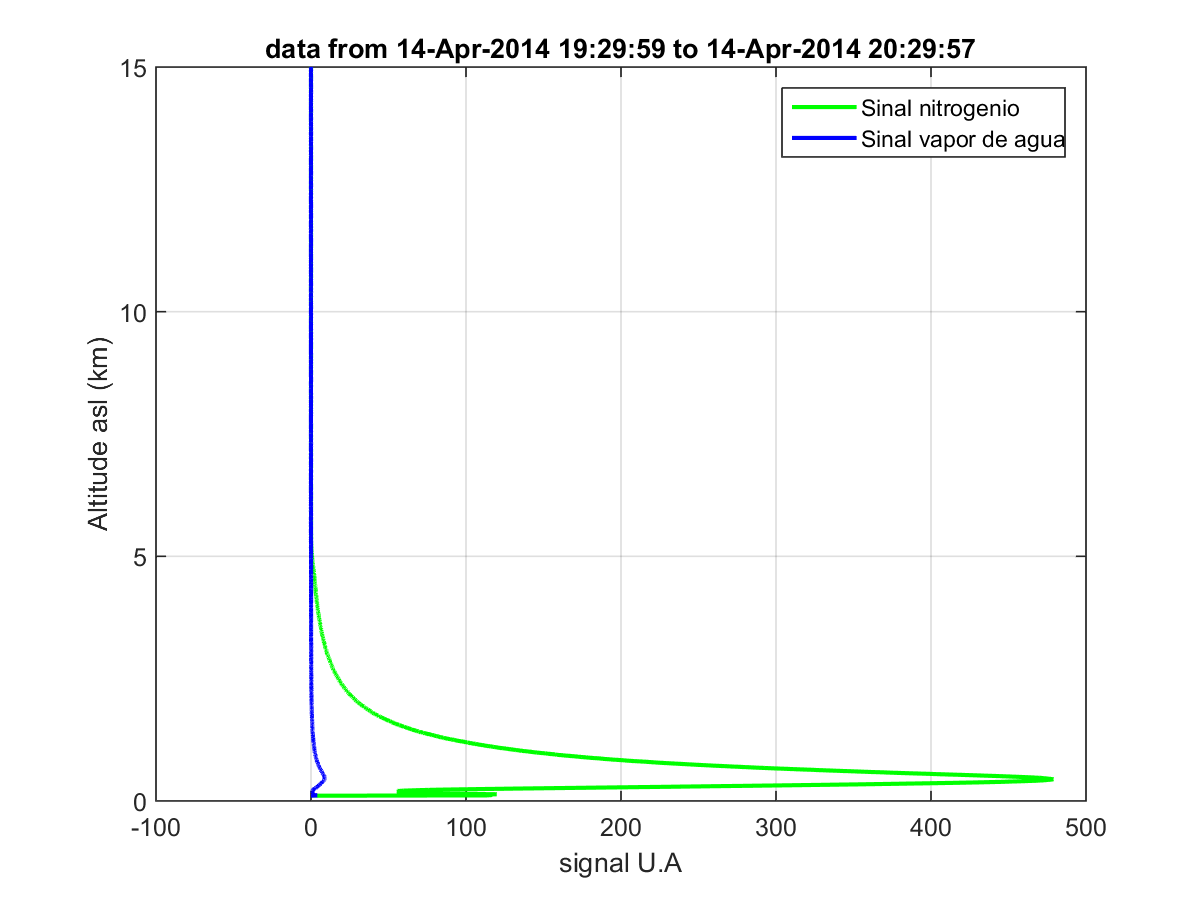 data from 14-Apr-2014 19:29:59 to 14-Apr-2014 20:29:57
Sinal nitrogenio
Sinal vapor de agua
15
10
5
0
Altitude asl (km)
-100 0 100 200 300 400 500
signal U.A